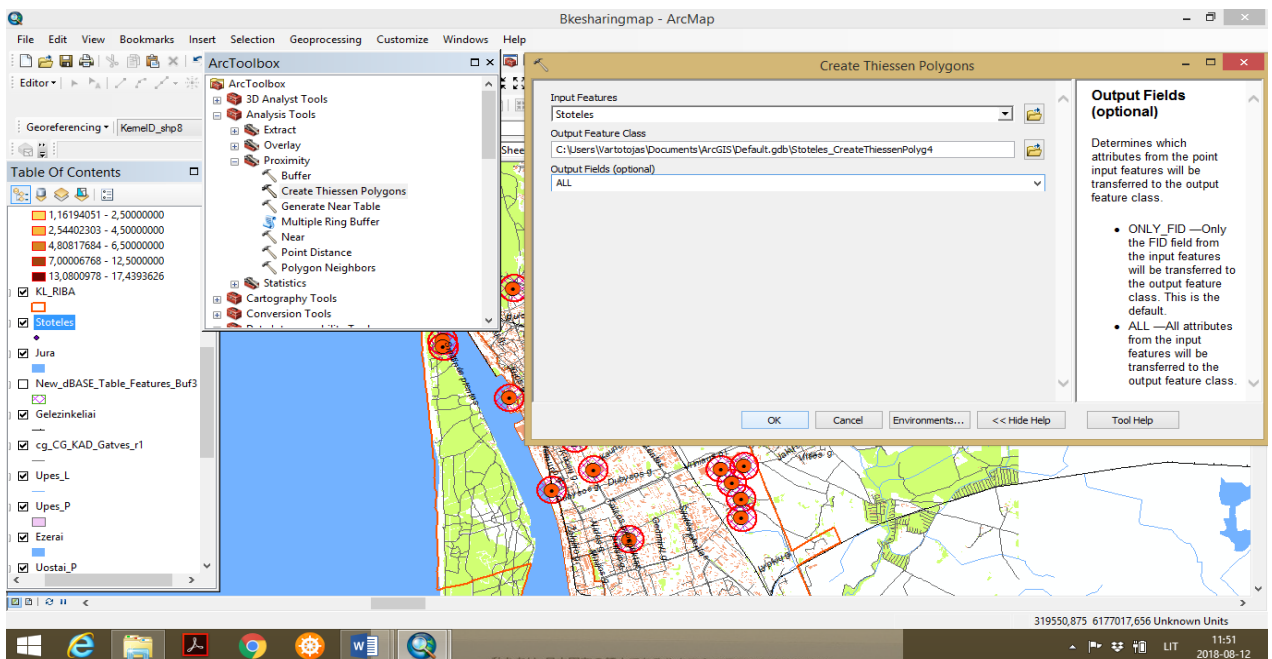 Bkesharingmap - ArcMap
File Edit View Bookmarks Insert Selection Geoprocessing Customize Windows Help
ArcToolbox
Editor
ArcToolbox
3D Analyst Tools
Analysis Tools
Extract
Overlay
Proximity
Buffer
Create Thiessen Polygons
Generate Near Table
Multiple Ring Buffer
Near
Point Distance
Polygon Neighbors
Statistics
Cartography Tools
Conversion Tools
Georeferencing KernelD_shp8
Table Of Contents
1,16194051 - 2,50000000
2,54402303 - 4,50000000
4,80817684 - 6,50000000
7,00006768 - 12,5000000
13,0800978 - 17,4393626
KL_RIBA
Stoteles
Jura
New_dBASE_Table_Features_Buf3
Gelezinkeliai
cg_CG_KAD_Gatves_r1
Upes_L
Upes_P
Ezerai
Uostai_P
Create Thiessen Polygons
Input Features
Stoteles
Output Feature Class
C:\Users\Vartotojas\Documents\ArcGIS\Default.gdb\Stoteles_CreateThiessenPolyg4
Output Fields (optional)
ALL
OK Cancel Environments... << Hide Help Tool Help
Output Fields
(optional)
Determines which
attributes from the point
input features will be
transferred to the output
feature class.
• ONLY_FID —Only
the FID field from
the input features
will be transferred to
the output feature
class. This is the
default.
• ALL —All attributes
from the input
features will be
transferred to the
output feature class.
Dubysos g.
319550,875 6177017,656 Unknown Units
LIT
11:51
2018-08-12